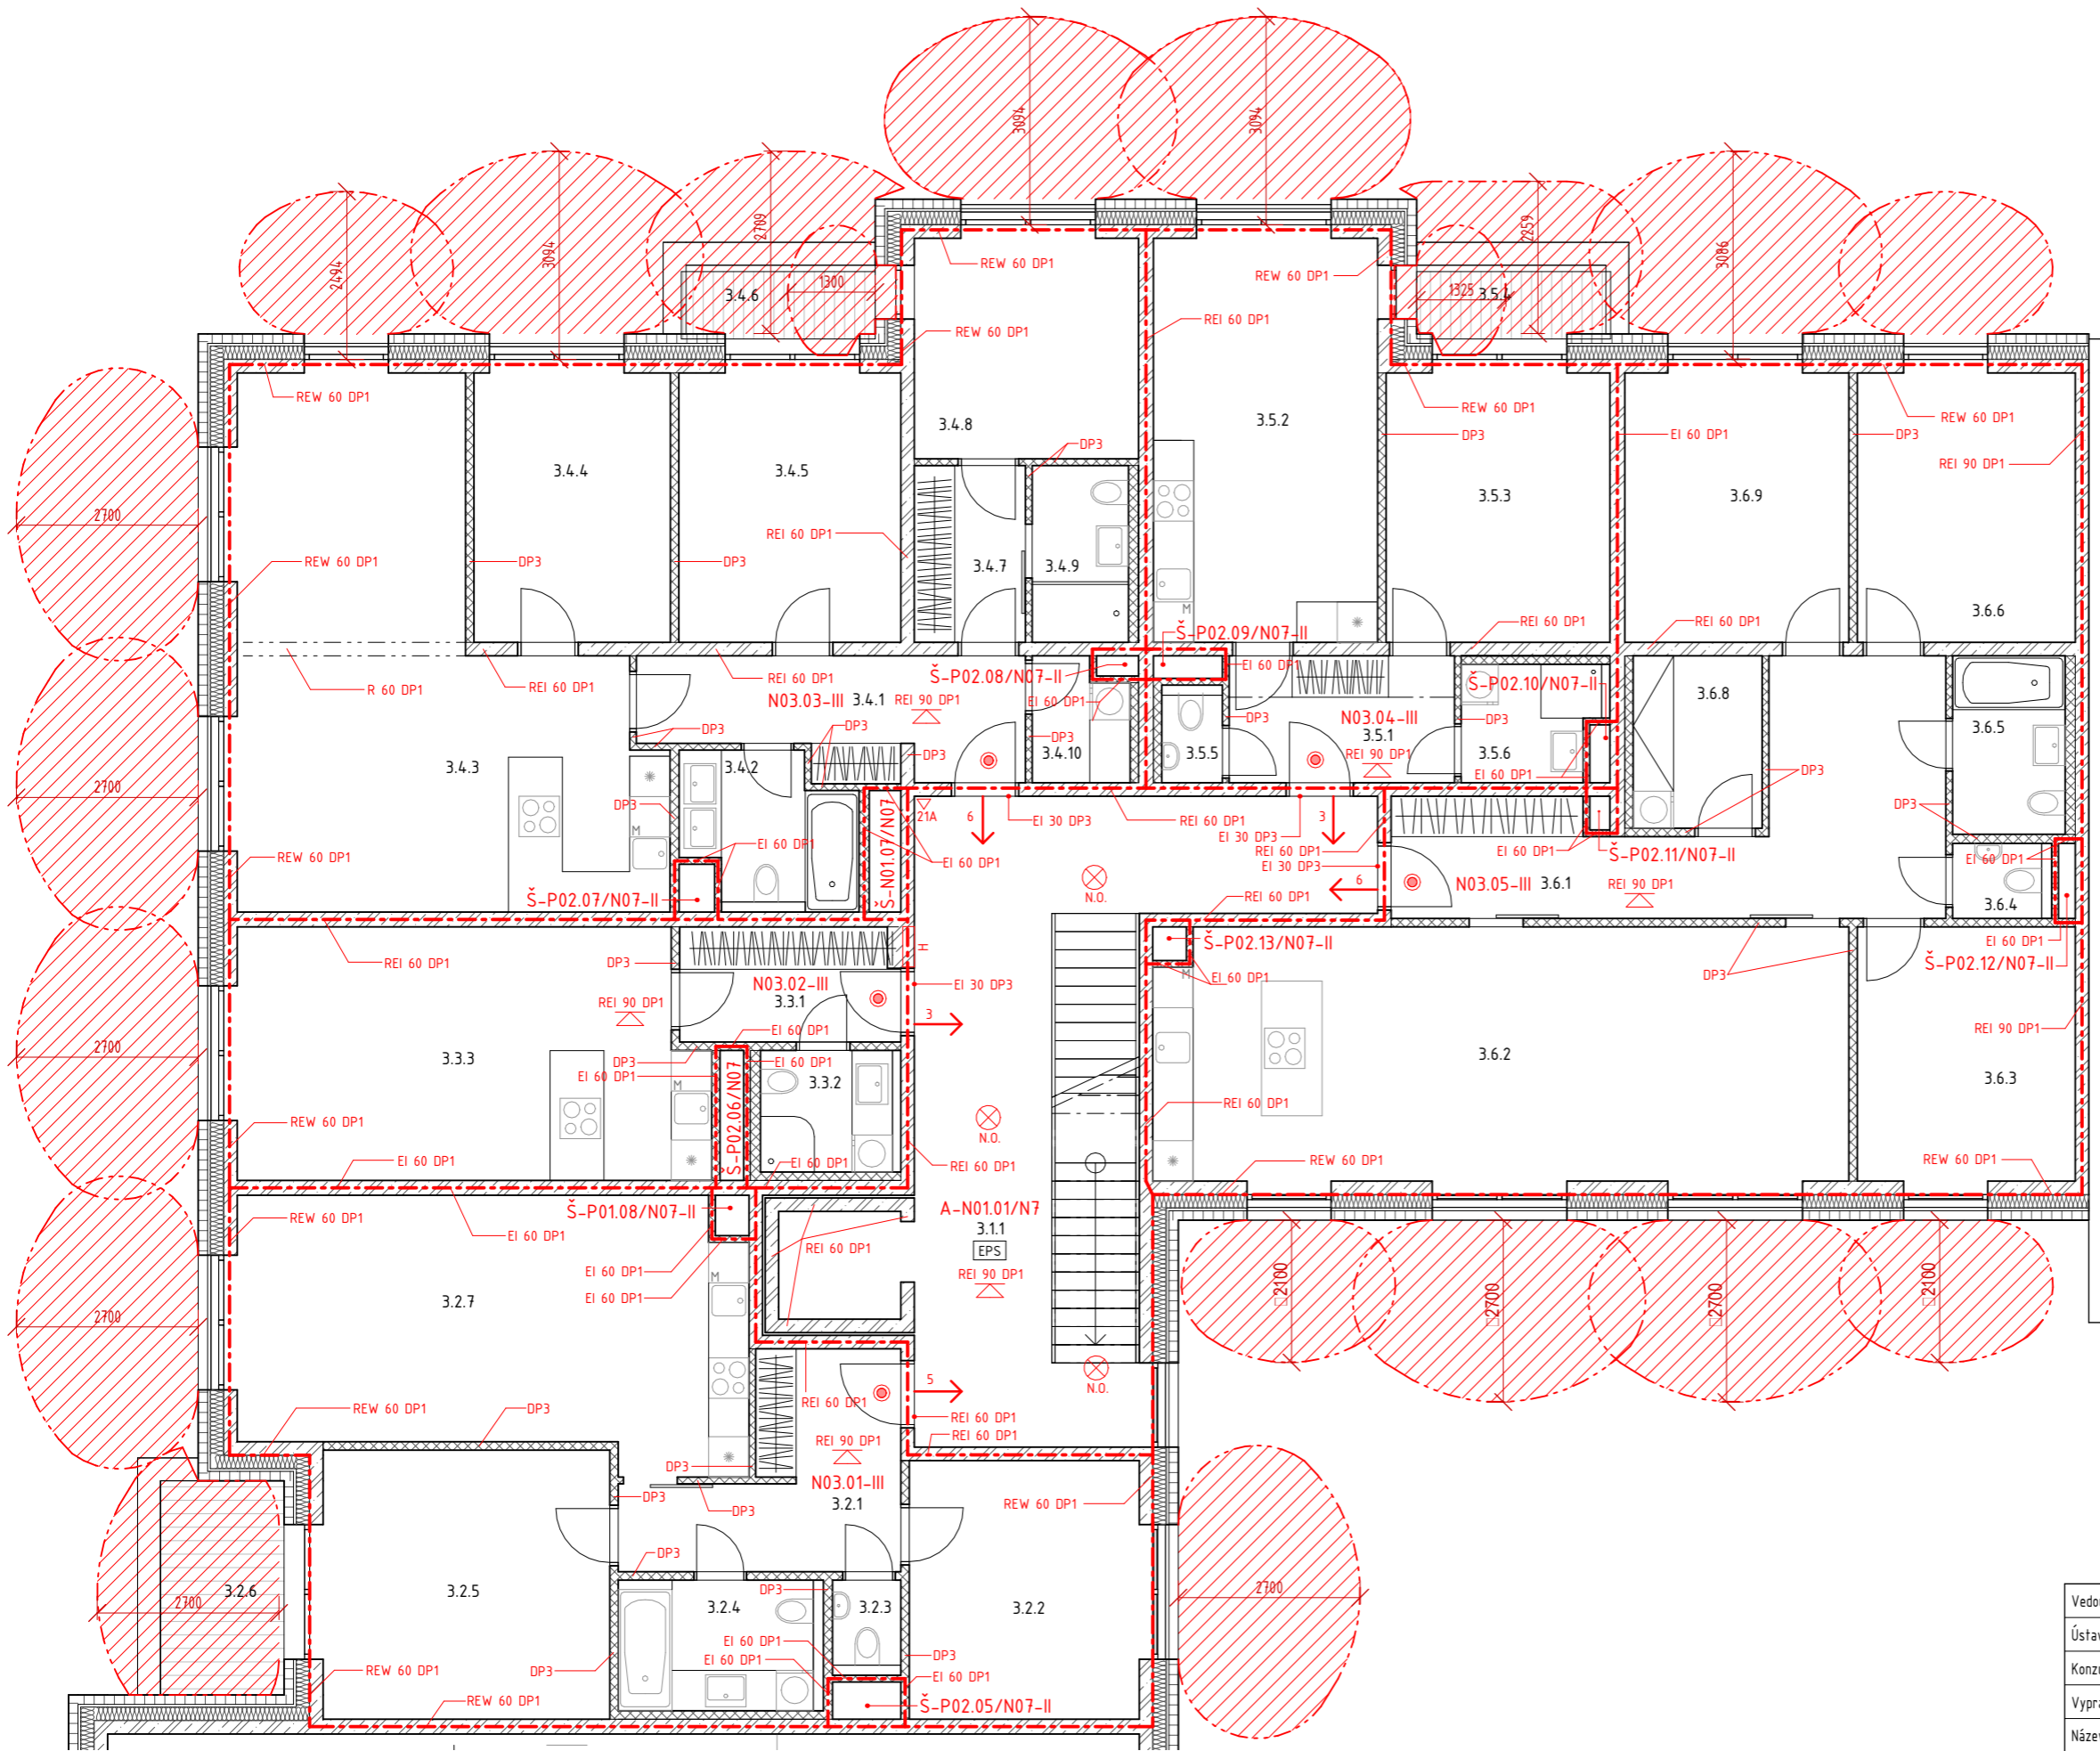 3094
3094
2494
3094
2709
2259
3086
1300
3.4.6
1325
3.5.4
REW 60 DP1
REW 60 DP1
REW 60 DP1
REI 60 DP1
REW 60 DP1
REW 60 DP1
REW 60 DP1
3.4.8
3.5.2
DP3
DP3
EI 60 DP1
DP3
REI 90 DP1
3.4.4
3.4.5
3.5.3
3.6.9
2700
REI 60 DP1
REW 60 DP1
DP3
DP3
3.4.7
3.4.9
M
3.6.6
REI 60 DP1
REI 60 DP1
Š-P02.09/N07-II
EI 60 DP1
Š-P02.08/N07-II
R 60 DP1
REI 60 DP1
REI 60 DP1
N03.03-III
3.4.1
REI 90 DP1
EI 60 DP1
Š-P02.10/N07-II
3.6.8
DP3
DP3
DP3
DP3
3.4.10
DP3
N03.04-III
3.5.1
REI 90 DP1
DP3
3.5.5
3.5.6
3.6.5
3.4.3
3.4.2
EI 60 DP1
DP3
2700
DP3
M
21A
6
EI 30 DP3
REI 60 DP1
EI 30 DP3
3
REI 60 DP1
EI 30 DP3
DP3
EI 60 DP1
EI 60 DP1
Š-N01.07/N07
EI 60 DP1
Š-P02.11/N07-II
EI 60 DP1
REW 60 DP1
N.O.
6
N03.05-III
3.6.1
REI 90 DP1
3.6.4
Š-P02.07/N07-II
REI 60 DP1
H
Š-P02.13/N07-II
EI 60 DP1
Š-P02.12/N07-II
REI 60 DP1
DP3
EI 60 DP1
M
DP3
N03.02-III
3.3.1
EI 30 DP3
REI 90 DP1
3
EI 60 DP1
REI 90 DP1
2700
3.3.3
DP3
EI 60 DP1
EI 60 DP1
3.3.2
M
3.6.2
3.6.3
Š-P02.06/N07
REI 60 DP1
REW 60 DP1
N.O.
EI 60 DP1
EI 60 DP1
REI 60 DP1
REW 60 DP1
REW 60 DP1
Š-P01.08/N07-II
A-N01.01/N7
3.1.1
EPS
REI 90 DP1
REW 60 DP1
EI 60 DP1
REI 60 DP1
EI 60 DP1
M
EI 60 DP1
3.2.7
2700
□2100
□2700
□2700
□2100
N.O.
5
REI 60 DP1
REW 60 DP1
DP3
REI 60 DP1
REI 60 DP1
REI 90 DP1
DP3
N03.01-III
3.2.1
DP3
DP3
REW 60 DP1
DP3
DP3
3.2.6
2700
3.2.5
3.2.4
3.2.3
3.2.2
2700
EI 60 DP1
EI 60 DP1
DP3
EI 60 DP1
DP3
REW 60 DP1
REW 60 DP1
Š-P02.05/N07-II